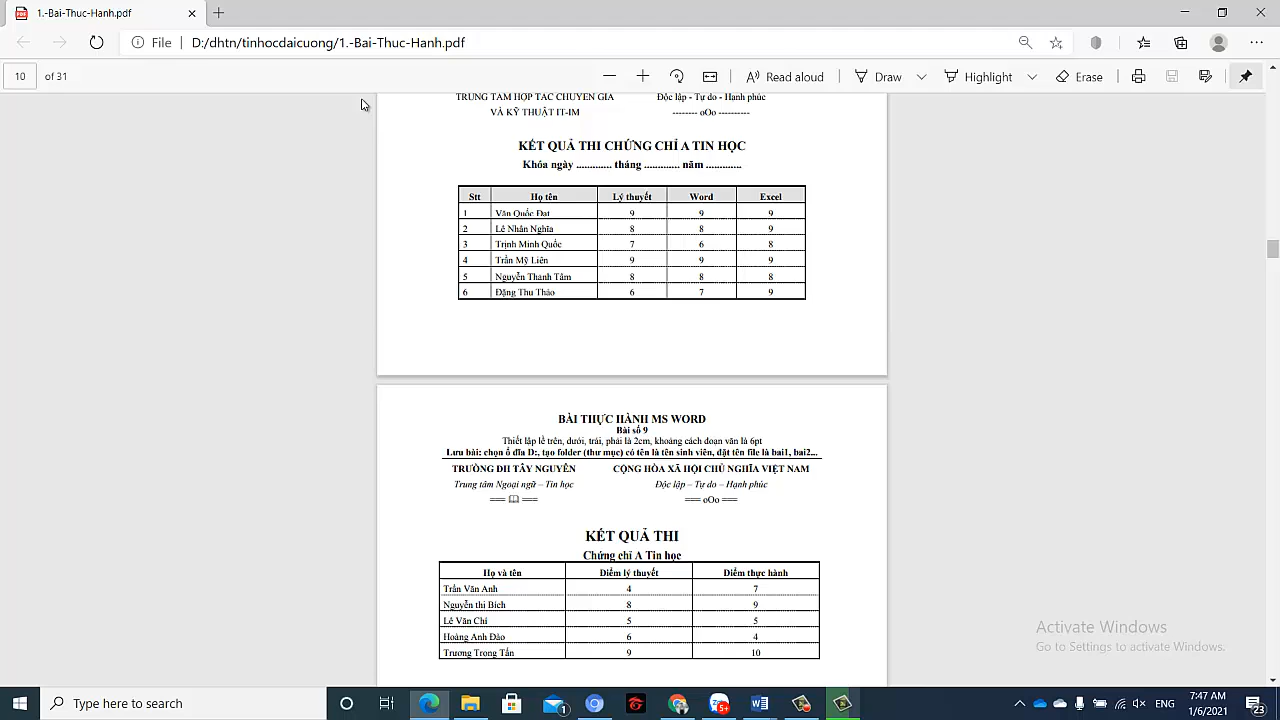 1.-Bai-Thuc-Hanh.pdf
File D:/dhtn/tinhocdaicuong/1.-Bai-Thuc-Hanh.pdf
10 of 31 Read aloud Draw Highlight Erase
TRUNG TÂM HỢP TÁC CHUYÊN GIA Độc lập - Tự do - Hạnh phúc
VÀ KỸ THUẬT IT-IM -------- oOo ----------
KẾT QUẢ THI CHỨNG CHỈ A TIN HỌC
Khóa ngày ............. tháng ............. năm .............
Stt Họ tên Lý thuyết Word Excel
1 Văn Quốc Đạt 9 9 9
2 Lê Nhân Nghĩa 8 8 9
3 Trịnh Minh Quốc 7 6 8
4 Trần Mỹ Liên 9 9 9
5 Nguyễn Thanh Tâm 8 8 8
6 Đặng Thu Thảo 6 7 9
BÀI THỰC HÀNH MS WORD
Bài số 9
Thiết lập lề trên, dưới, trái, phải là 2cm, khoảng cách đoạn văn là 6pt
Lưu bài: chọn ổ đĩa D:, tạo folder (thư mục) có tên là tên sinh viên, đặt tên file là bai1, bai2...
TRƯỜNG ĐH TÂY NGUYÊN CỘNG HÒA XÃ HỘI CHỦ NGHĨA VIỆT NAM
Trung tâm Ngoại ngữ – Tin học Độc lập – Tự do – Hạnh phúc
=== 🕮 === === oOo ===
KẾT QUẢ THI
Chứng chỉ A Tin học
Họ và tên Điểm lý thuyết Điểm thực hành
Trần Văn Anh 4 7
Nguyễn thi Bích 8 9
Lê Văn Chí 5 5
Hoàng Anh Đào 6 4
Trương Trọng Tấn 9 10
Activate Windows
Go to Settings to activate Windows.
Type here to search
1
5+
7:47 AM
ENG
1/6/2021
23